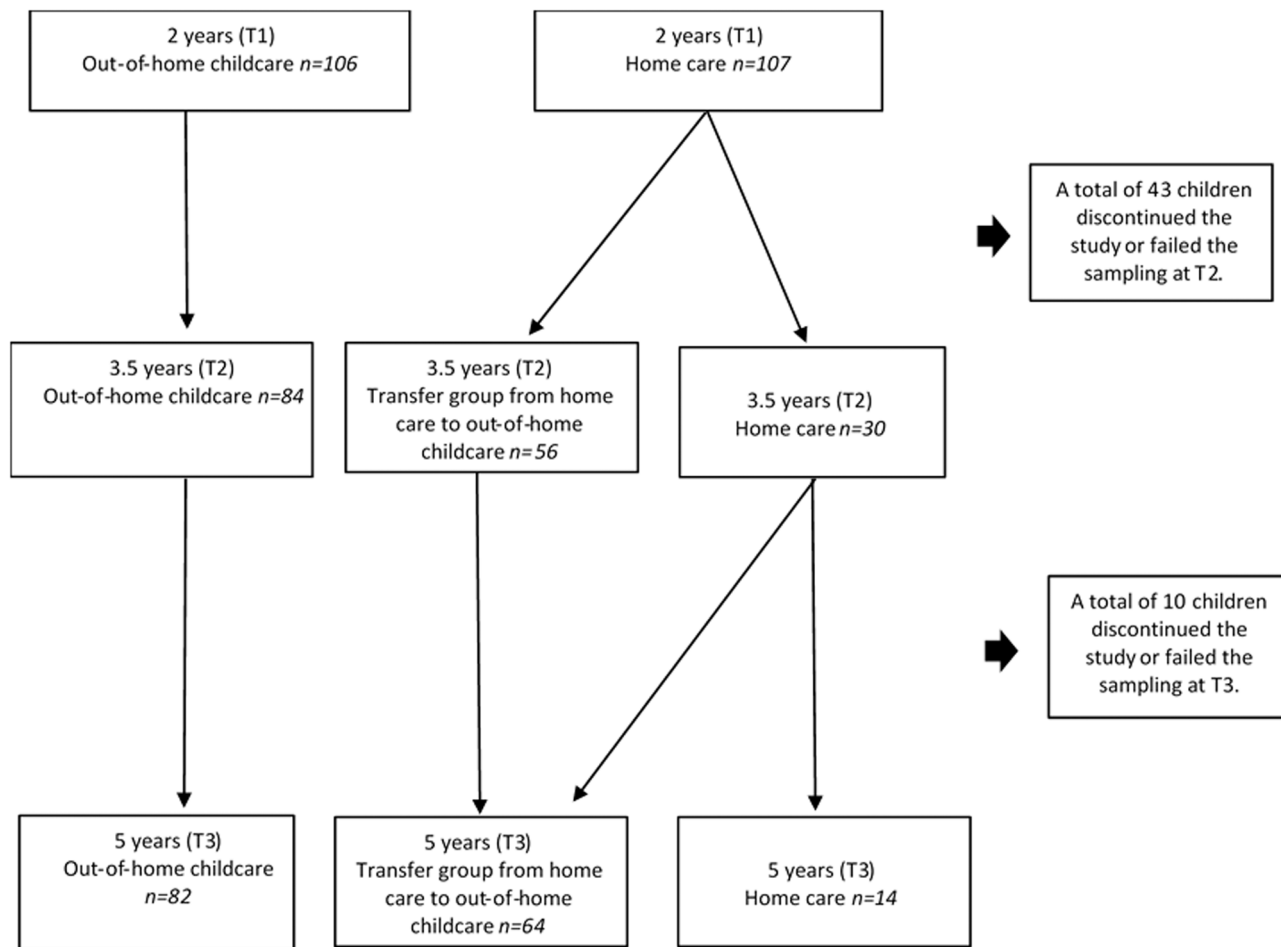 2 years (T1)
Out-of-home childcare n=106
2 years (T1)
Home care n=107
A total of 43 children
discontinued the
study or failed the
sampling at T2.
3.5 years (T2)
Out-of-home childcare n=84
3.5 years (T2)
Transfer group from home
care to out-of-home
childcare n=56
3.5 years (T2)
Home care n=30
A total of 10 children
discontinued the
study or failed the
sampling at T3.
5 years (T3)
Out-of-home childcare
n=82
5 years (T3)
Transfer group from home
care to out-of-home
childcare n=64
5 years (T3)
Home care n=14